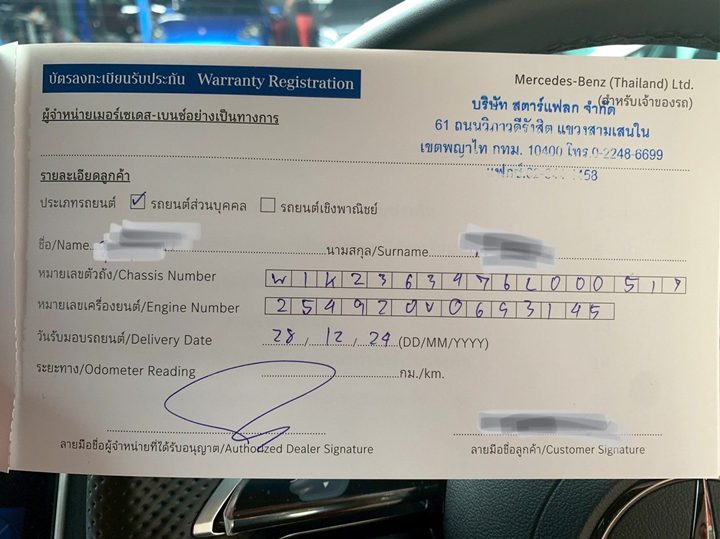 บัตรลงทะเบียนรับประกัน Warranty Registration
Mercedes-Benz (Thailand) Ltd.
(สำหรับเจ้าของรถ)
ผู้จำหน่ายเมอร์เซเดส-เบนซ์อย่างเป็นทางการ
บริษัท สตาร์แฟลก จำกัด
61 ถนนวิภาวดีรังสิต แขวงสามเสนใน
เขตพญาไท กทม. 10400 โทร 0-2248-6699
รายละเอียดลูกค้า
ประเภทรถยนต์ ☑ รถยนต์ส่วนบุคคล ☐ รถยนต์เชิงพาณิชย์
ชื่อ/Name นามสกุล/Surname
หมายเลขตัวถัง/Chassis Number
หมายเลขเครื่องยนต์/Engine Number
วันรับมอบรถยนต์/Delivery Date 28 / 12 / 24 (DD/MM/YYYY)
ระยะทาง/Odometer Reading กม./km.
ลายมือชื่อผู้จำหน่ายที่ได้รับอนุญาต/Authorized Dealer Signature
ลายมือชื่อลูกค้า/Customer Signature